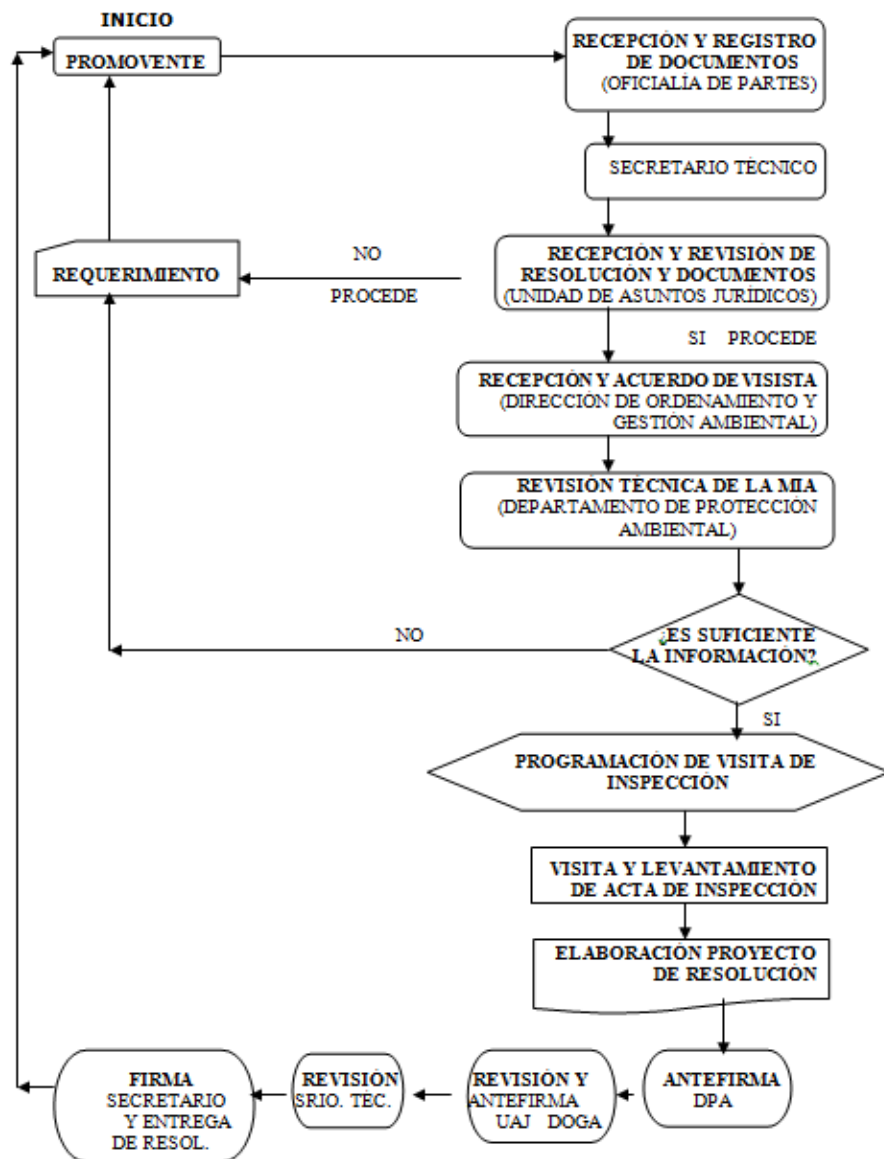 INICIO
PROMOVENTE
RECEPCIÓN Y REGISTRO
DE DOCUMENTOS
(OFICIALÍA DE PARTES)
SECRETARIO TÉCNICO
RECEPCIÓN Y REVISIÓN DE
RESOLUCIÓN Y DOCUMENTOS
(UNIDAD DE ASUNTOS JURÍDICOS)
NO
PROCEDE
REQUERIMIENTO
SI PROCEDE
RECEPCIÓN Y ACUERDO DE VISISTA
(DIRECCIÓN DE ORDENAMIENTO Y
GESTIÓN AMBIENTAL)
REVISIÓN TÉCNICA DE LA MIA
(DEPARTAMENTO DE PROTECCIÓN
AMBIENTAL)
¿ES SUFICIENTE
LA INFORMACIÓN?
NO
SI
PROGRAMACIÓN DE VISITA DE
INSPECCIÓN
VISITA Y LEVANTAMIENTO
DE ACTA DE INSPECCIÓN
ELABORACIÓN PROYECTO
DE RESOLUCIÓN
ANTEFIRMA
DPA
REVISIÓN Y
ANTEFIRMA
UAJ DOGA
REVISIÓN
SRIO. TÉC.
FIRMA
SECRETARIO
Y ENTREGA
DE RESOL.